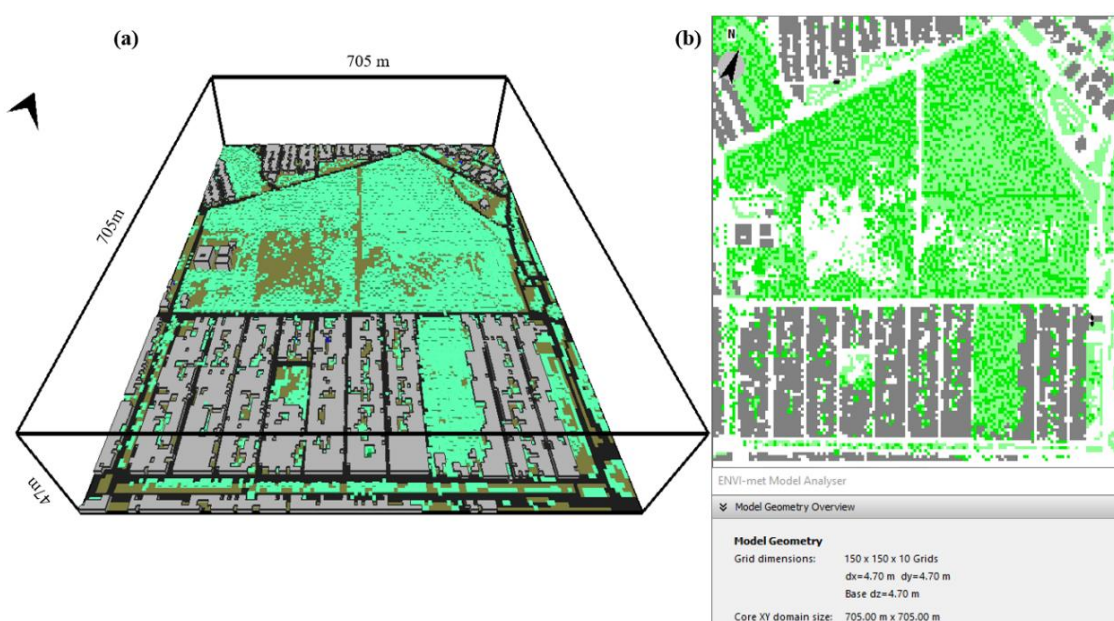 (a)
705 m
705m
47m
(b)
N
ENVI-met Model Analyser
Model Geometry Overview
Model Geometry
Grid dimensions: 150 x 150 x 10 Grids
dx=4.70 m dy=4.70 m
Base dz=4.70 m
Core XY domain size: 705.00 m x 705.00 m